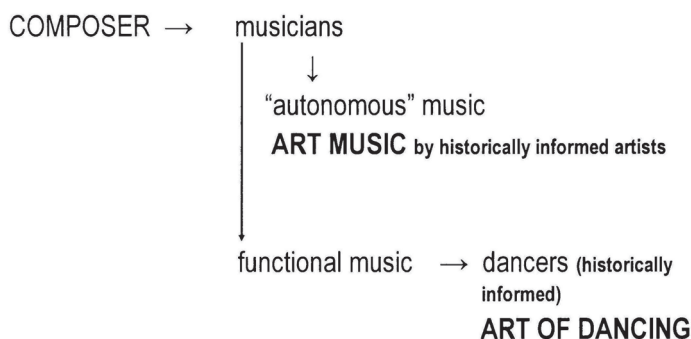 COMPOSER → musicians
↓
“autonomous” music
ART MUSIC by historically informed artists
functional music → dancers (historically
informed)
ART OF DANCING